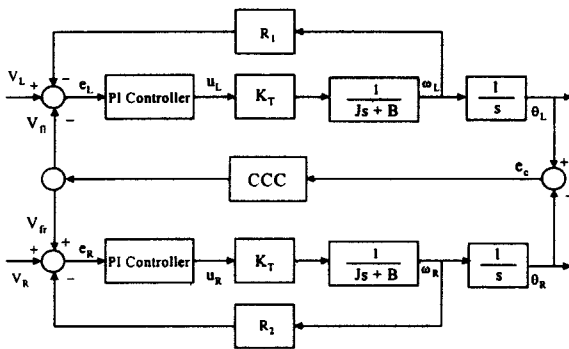 R₁
V_L + − e_L PI Controller u_L K_T 1/(Js + B) ω_L 1/s θ_L
V_fl −
CCC e_c + −
V_fr
V_R + + − e_R PI Controller u_R K_T 1/(Js + B) ω_R 1/s θ_R
R₂